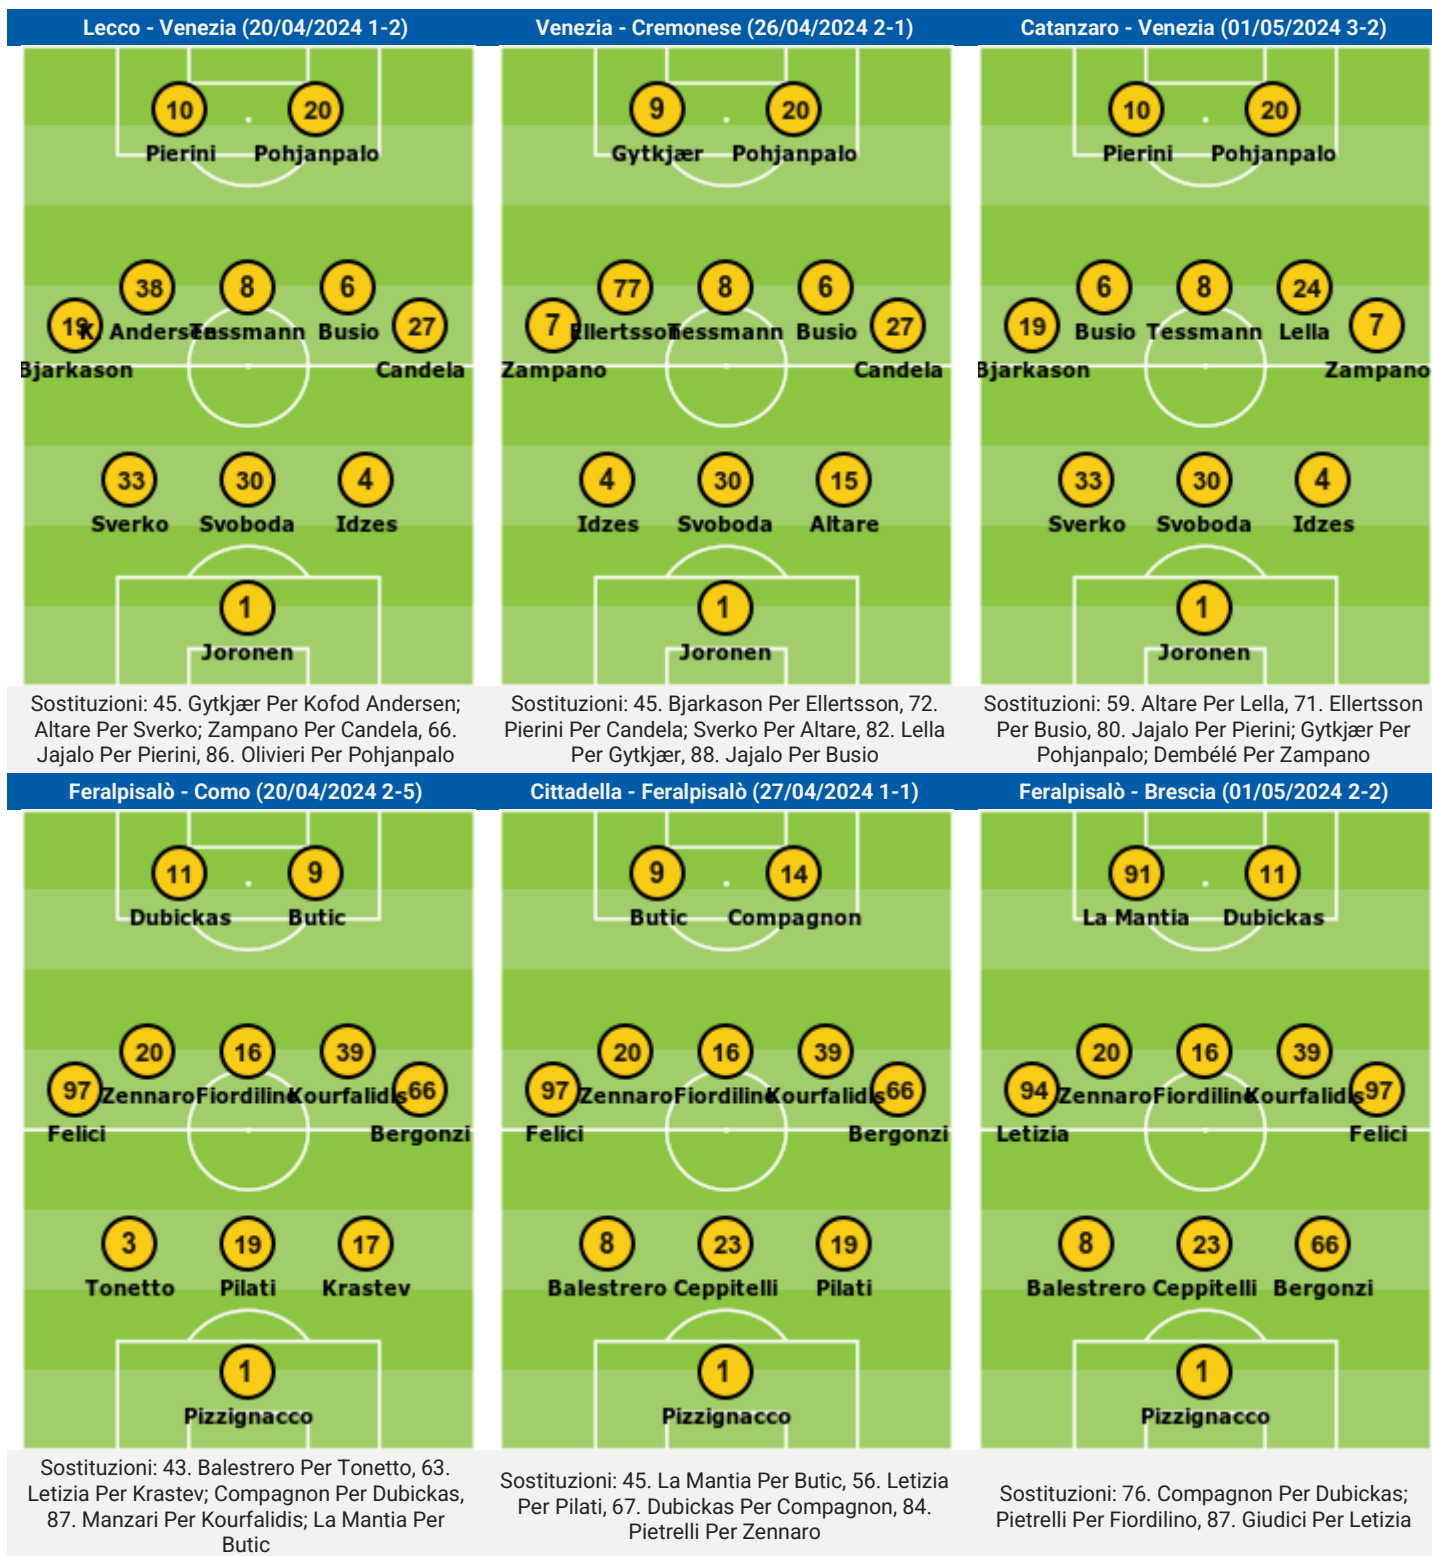 Lecco - Venezia (20/04/2024 1-2)
10 20
Pierini Pohjanpalo
38 8 6
19 27
K. Andersen Tessmann Busio
Bjarkason Candela
33 30 4
Sverko Svoboda Idzes
1
Joronen
Sostituzioni: 45. Gytkjær Per Kofod Andersen;
Altare Per Sverko; Zampano Per Candela, 66.
Jajalo Per Pierini, 86. Olivieri Per Pohjanpalo
Venezia - Cremonese (26/04/2024 2-1)
9 20
Gytkjær Pohjanpalo
77 8 6
7 27
Ellertsson Tessmann Busio
Zampano Candela
4 30 15
Idzes Svoboda Altare
1
Joronen
Sostituzioni: 45. Bjarkason Per Ellertsson, 72.
Pierini Per Candela; Sverko Per Altare, 82. Lella
Per Gytkjær, 88. Jajalo Per Busio
Catanzaro - Venezia (01/05/2024 3-2)
10 20
Pierini Pohjanpalo
6 8 24
19 7
Busio Tessmann Lella
Bjarkason Zampano
33 30 4
Sverko Svoboda Idzes
1
Joronen
Sostituzioni: 59. Altare Per Lella, 71. Ellertsson
Per Busio, 80. Jajalo Per Pierini; Gytkjær Per
Pohjanpalo; Dembélé Per Zampano
Feralpisalò - Como (20/04/2024 2-5)
11 9
Dubickas Butic
20 16 39
97 66
Zennaro Fiordilino Kourfalidis
Felici Bergonzi
3 19 17
Tonetto Pilati Krastev
1
Pizzignacco
Sostituzioni: 43. Balestrero Per Tonetto, 63.
Letizia Per Krastev; Compagnon Per Dubickas,
87. Manzari Per Kourfalidis; La Mantia Per
Butic
Cittadella - Feralpisalò (27/04/2024 1-1)
9 14
Butic Compagnon
20 16 39
97 66
Zennaro Fiordilino Kourfalidis
Felici Bergonzi
8 23 19
Balestrero Ceppitelli Pilati
1
Pizzignacco
Sostituzioni: 45. La Mantia Per Butic, 56. Letizia
Per Pilati, 67. Dubickas Per Compagnon, 84.
Pietrelli Per Zennaro
Feralpisalò - Brescia (01/05/2024 2-2)
91 11
La Mantia Dubickas
20 16 39
94 97
Zennaro Fiordilino Kourfalidis
Letizia Felici
8 23 66
Balestrero Ceppitelli Bergonzi
1
Pizzignacco
Sostituzioni: 76. Compagnon Per Dubickas;
Pietrelli Per Fiordilino, 87. Giudici Per Letizia